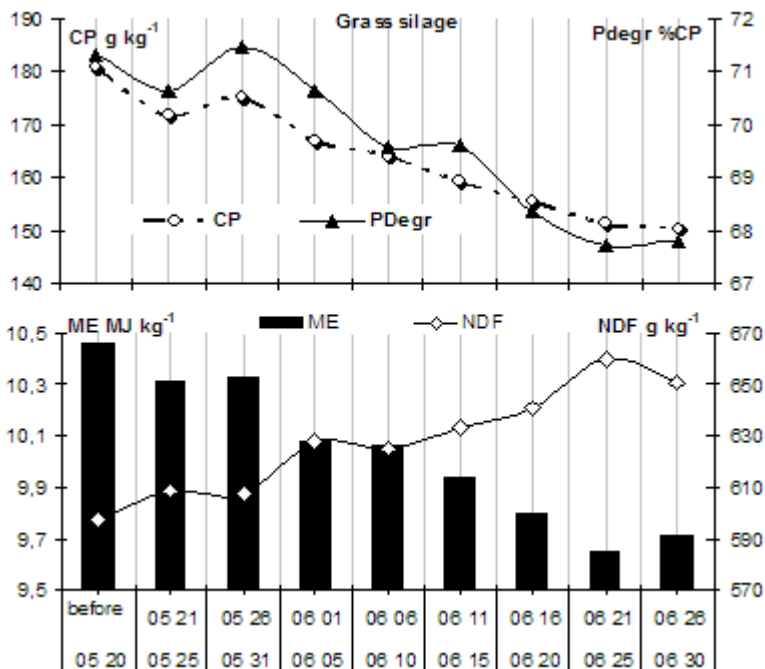 Grass silage
CP g kg-1
Pdegr %CP
190 72
180 71
170 70
160 69
150 68
140 67
CP PDegr
ME MJ kg-1 ME NDF NDF g kg-1
10,5 670
10,3 650
10,1 630
9,9 610
9,7 590
9,5 570
before 05 21 05 26 06 01 06 06 06 11 06 16 06 21 06 26
05 20 05 25 05 31 06 05 06 10 06 15 06 20 06 25 06 30